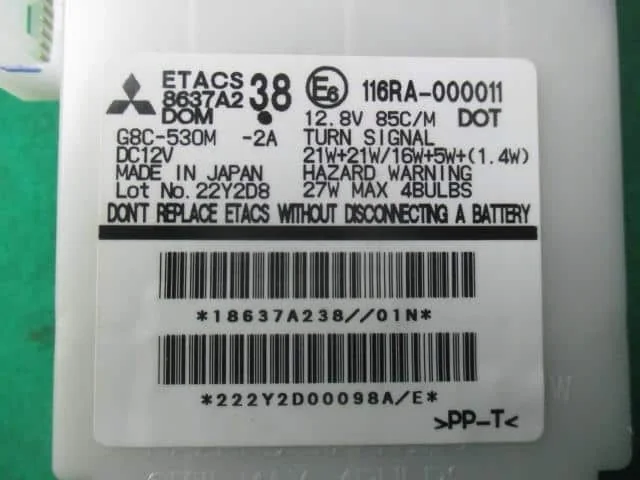 ETACS
8637A2 38 E6 116RA-000011
DOM 12.8V 85C/M DOT
G8C-530M -2A TURN SIGNAL
DC12V 21W+21W/16W+5W+(1.4W)
MADE IN JAPAN HAZARD WARNING
Lot No.22Y2D8 27W MAX 4BULBS
DON'T REPLACE ETACS WITHOUT DISCONNECTING A BATTERY
*18637A238//01N*
*222Y2D00098A/E*
>PP-T<